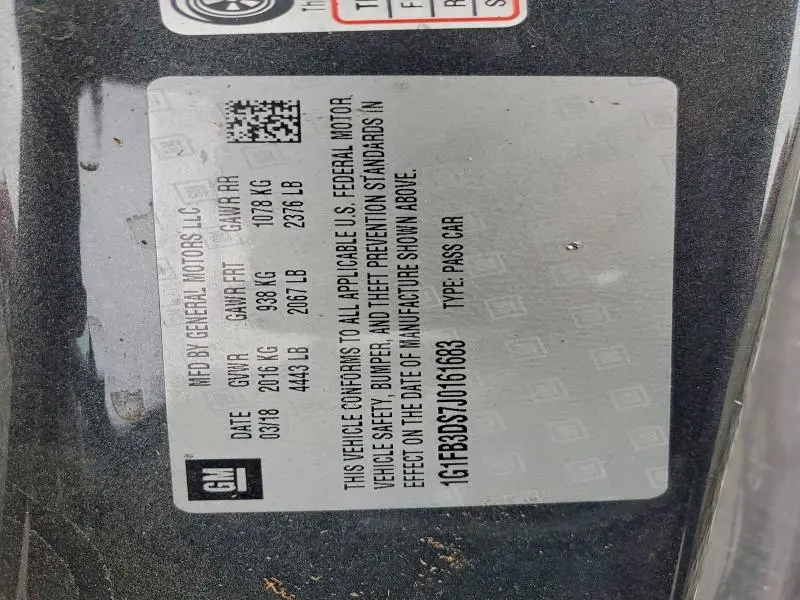 Th
T
F
R
S
MFD BY GENERAL MOTORS LLC
DATE GVWR GAWR FRT GAWR RR
03/18 2016 KG 938 KG 1078 KG
4443 LB 2067 LB 2376 LB
GM
THIS VEHICLE CONFORMS TO ALL APPLICABLE U.S. FEDERAL MOTOR
VEHICLE SAFETY, BUMPER, AND THEFT PREVENTION STANDARDS IN
EFFECT ON THE DATE OF MANUFACTURE SHOWN ABOVE.
1G1FB3DS7J0161683 TYPE: PASS CAR